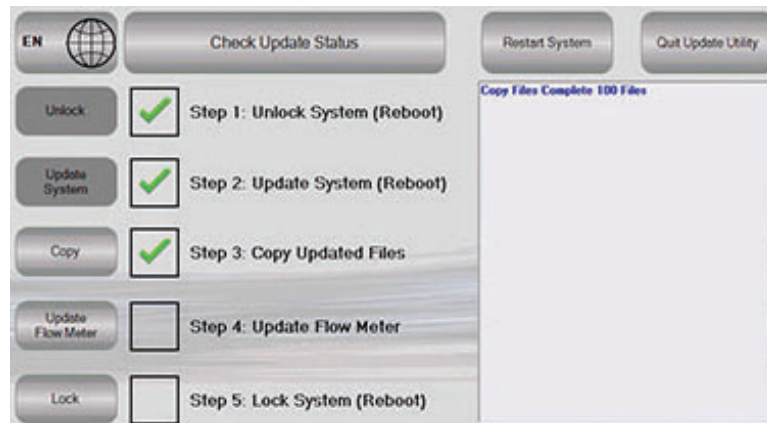 EN
Check Update Status
Restart System
Quit Update Utility
Unlock
Step 1: Unlock System (Reboot)
Copy Files Complete 100 Files
Update
System
Step 2: Update System (Reboot)
Copy
Step 3: Copy Updated Files
Update
Flow Meter
Step 4: Update Flow Meter
Lock
Step 5: Lock System (Reboot)